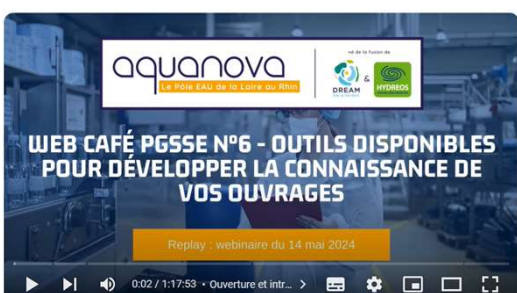 aquanova
Le Pôle EAU de la Loire au Rhin
né de la fusion de
DREAM
&
HYDREOS
WEB CAFÉ PGSSE N°6 - OUTILS DISPONIBLES
POUR DÉVELOPPER LA CONNAISSANCE DE
VOS OUVRAGES
Replay : webinaire du 14 mai 2024
0:02 / 1:17:53 • Ouverture et intr...